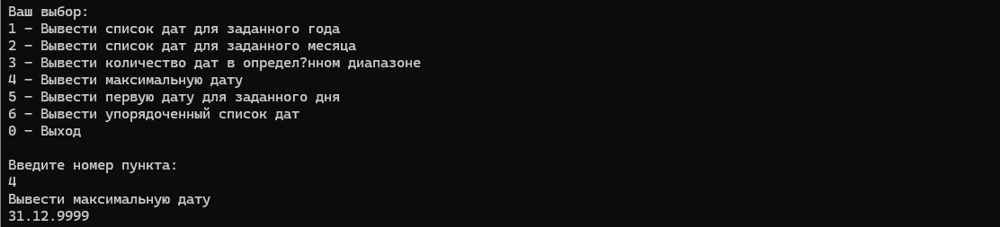 Ваш выбор:
1 – Вывести список дат для заданного года
2 – Вывести список дат для заданного месяца
3 – Вывести количество дат в определ?нном диапазоне
4 – Вывести максимальную дату
5 – Вывести первую дату для заданного дня
6 – Вывести упорядоченный список дат
0 – Выход
Введите номер пункта:
4
Вывести максимальную дату
31.12.9999